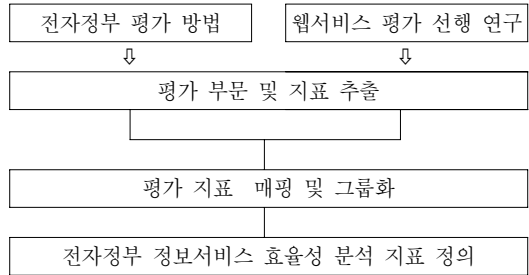 전자정부 평가 방법
웹서비스 평가 선행 연구
⇩ ⇩
평가 부문 및 지표 추출
평가 지표 매핑 및 그룹화
전자정부 정보서비스 효율성 분석 지표 정의